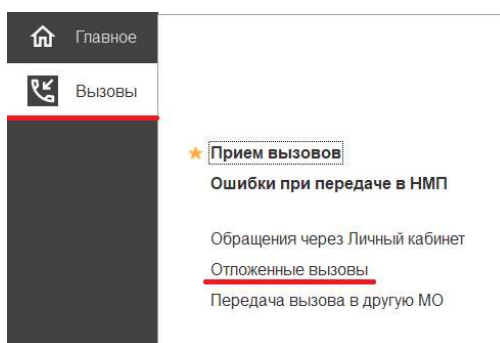 Главное
Вызовы
Прием вызовов
Ошибки при передаче в НМП
Обращения через Личный кабинет
Отложенные вызовы
Передача вызова в другую МО